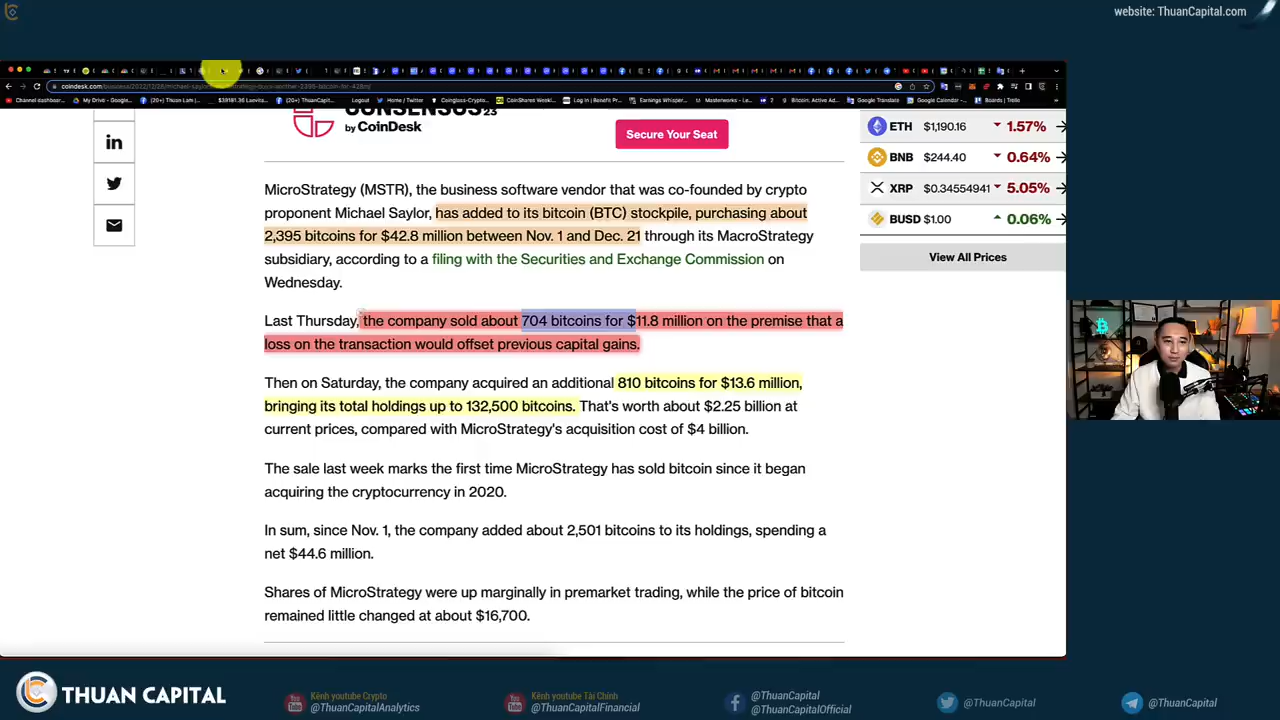 website: ThuanCapital.com
CONSENSUS 23
by CoinDesk
Secure Your Seat
MicroStrategy (MSTR), the business software vendor that was co-founded by crypto
proponent Michael Saylor, has added to its bitcoin (BTC) stockpile, purchasing about
2,395 bitcoins for $42.8 million between Nov. 1 and Dec. 21 through its MacroStrategy
subsidiary, according to a filing with the Securities and Exchange Commission on
Wednesday.
Last Thursday, the company sold about 704 bitcoins for $11.8 million on the premise that a
loss on the transaction would offset previous capital gains.
Then on Saturday, the company acquired an additional 810 bitcoins for $13.6 million,
bringing its total holdings up to 132,500 bitcoins. That's worth about $2.25 billion at
current prices, compared with MicroStrategy's acquisition cost of $4 billion.
The sale last week marks the first time MicroStrategy has sold bitcoin since it began
acquiring the cryptocurrency in 2020.
In sum, since Nov. 1, the company added about 2,501 bitcoins to its holdings, spending a
net $44.6 million.
Shares of MicroStrategy were up marginally in premarket trading, while the price of bitcoin
remained little changed at about $16,700.
ETH $1,190.16 1.57%
BNB $244.40 0.64%
XRP $0.34554941 5.05%
BUSD $1.00 0.06%
View All Prices
THUAN CAPITAL
Kênh youtube Crypto
@ThuanCapitalAnalytics
Kênh youtube Tài Chính
@ThuanCapitalFinancial
@ThuanCapital
@ThuanCapitalOfficial
@ThuanCapital
@ThuanCapital